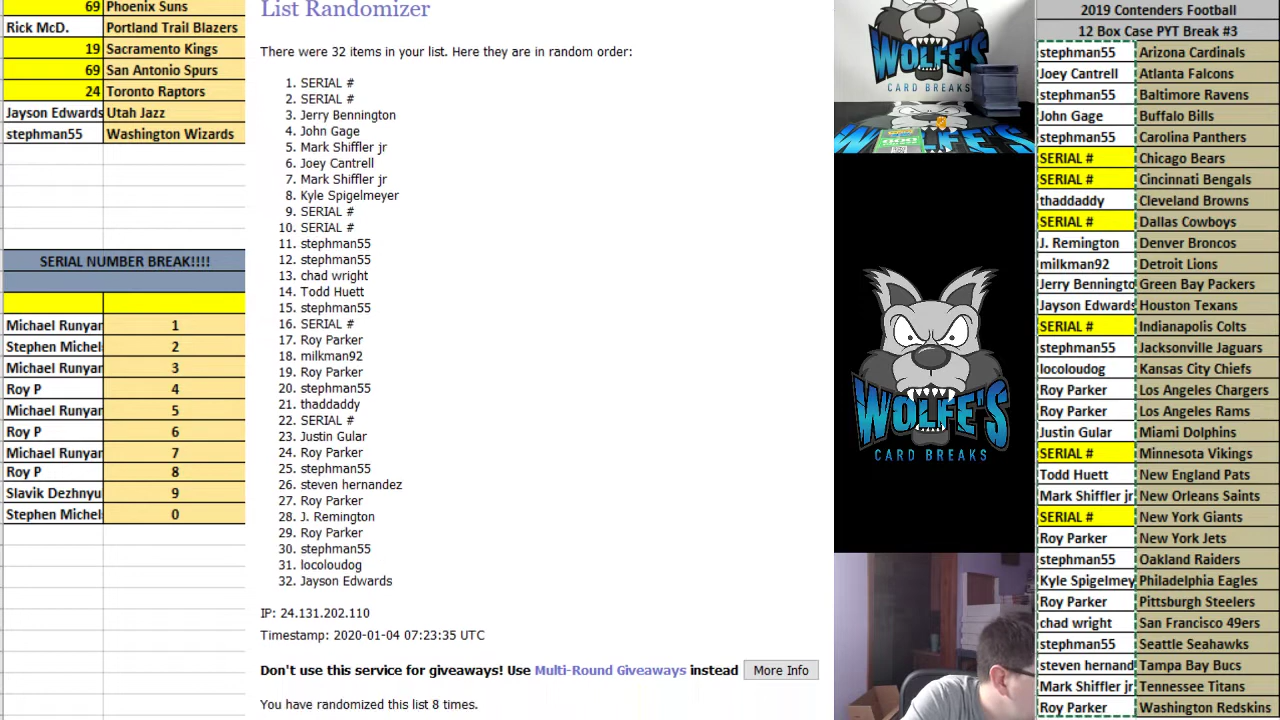 69 Phoenix Suns
Rick McD. Portland Trail Blazers
19 Sacramento Kings
69 San Antonio Spurs
24 Toronto Raptors
Jayson Edwards Utah Jazz
stephman55 Washington Wizards
SERIAL NUMBER BREAK!!!!
Michael Runyar 1
Stephen Michel 2
Michael Runyar 3
Roy P 4
Michael Runyar 5
Roy P 6
Michael Runyar 7
Roy P 8
Slavik Dezhnyu 9
Stephen Michel 0
List Randomizer
There were 32 items in your list. Here they are in random order:
1. SERIAL #
2. SERIAL #
3. Jerry Bennington
4. John Gage
5. Mark Shiffler jr
6. Joey Cantrell
7. Mark Shiffler jr
8. Kyle Spigelmeyer
9. SERIAL #
10. SERIAL #
11. stephman55
12. stephman55
13. chad wright
14. Todd Huett
15. stephman55
16. SERIAL #
17. Roy Parker
18. milkman92
19. Roy Parker
20. stephman55
21. thaddaddy
22. SERIAL #
23. Justin Gular
24. Roy Parker
25. stephman55
26. steven hernandez
27. Roy Parker
28. J. Remington
29. Roy Parker
30. stephman55
31. locoloudog
32. Jayson Edwards
IP: 24.131.202.110
Timestamp: 2020-01-04 07:23:35 UTC
Don't use this service for giveaways! Use Multi-Round Giveaways instead More Info
You have randomized this list 8 times.
WOLFE'S
CARD BREAKS
WOLFE'S
CARD BREAKS
2019 Contenders Football
12 Box Case PYT Break #3
stephman55 Arizona Cardinals
Joey Cantrell Atlanta Falcons
stephman55 Baltimore Ravens
John Gage Buffalo Bills
stephman55 Carolina Panthers
SERIAL # Chicago Bears
SERIAL # Cincinnati Bengals
thaddaddy Cleveland Browns
SERIAL # Dallas Cowboys
J. Remington Denver Broncos
milkman92 Detroit Lions
Jerry Benningto Green Bay Packers
Jayson Edwards Houston Texans
SERIAL # Indianapolis Colts
stephman55 Jacksonville Jaguars
locoloudog Kansas City Chiefs
Roy Parker Los Angeles Chargers
Roy Parker Los Angeles Rams
Justin Gular Miami Dolphins
SERIAL # Minnesota Vikings
Todd Huett New England Pats
Mark Shiffler jr New Orleans Saints
SERIAL # New York Giants
Roy Parker New York Jets
stephman55 Oakland Raiders
Kyle Spigelmey Philadelphia Eagles
Roy Parker Pittsburgh Steelers
chad wright San Francisco 49ers
stephman55 Seattle Seahawks
steven hernand Tampa Bay Bucs
Mark Shiffler jr Tennessee Titans
Roy Parker Washington Redskins